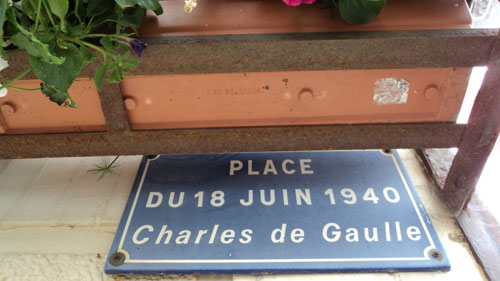 PLACE
DU 18 JUIN 1940
Charles de Gaulle